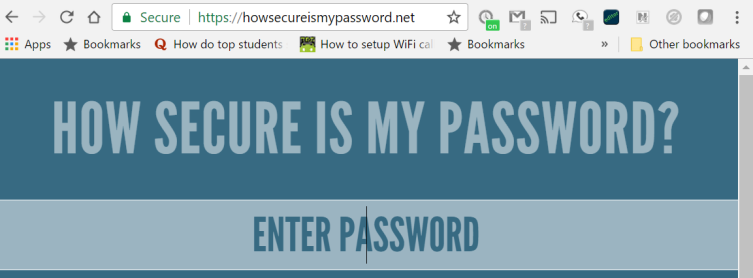 Secure https://howsecureismypassword.net
on ? ?
Apps Bookmarks Q How do top students How to setup WiFi cal Bookmarks » Other bookmarks
HOW SECURE IS MY PASSWORD?
ENTER PASSWORD